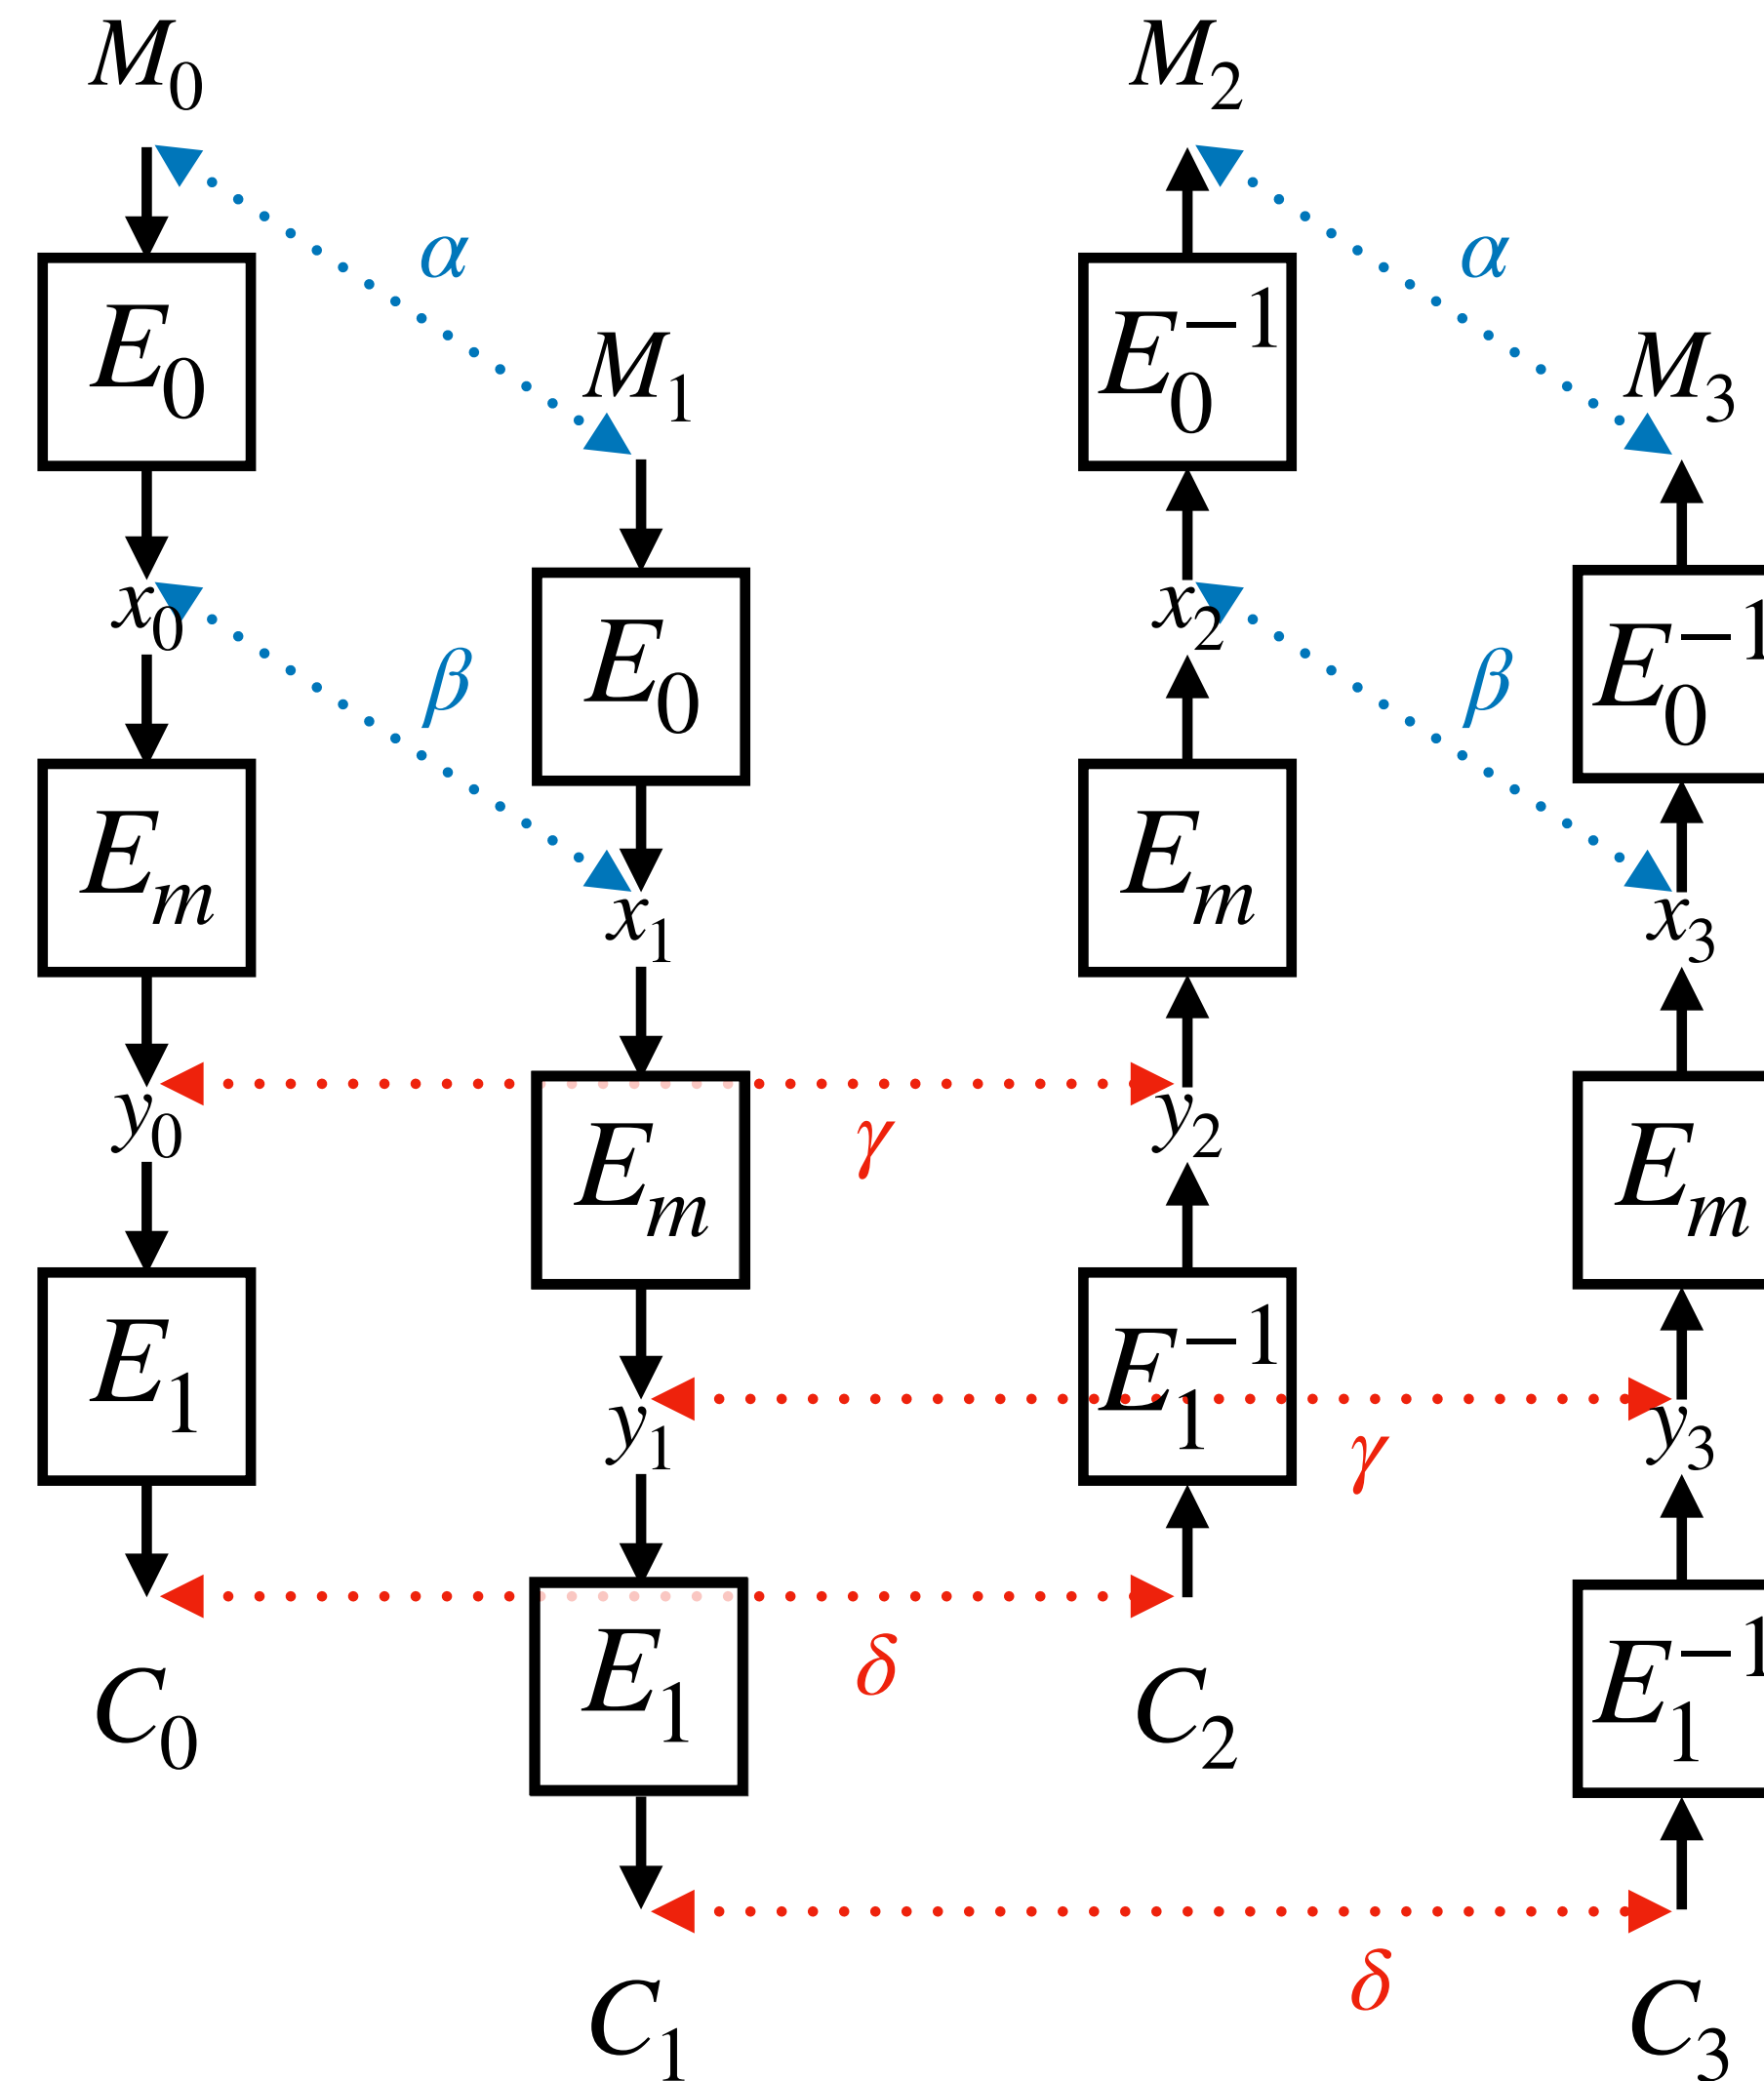 M₀ M₂
α α
E₀ E₀⁻¹
M₁ M₃
x₀ x₂
β β
E₀ E₀⁻¹
Eₘ Eₘ
x₁ x₃
y₀ γ y₂
Eₘ Eₘ
E₁ E₁⁻¹
y₁ γ y₃
C₀ δ C₂
E₁ E₁⁻¹
C₁ δ C₃